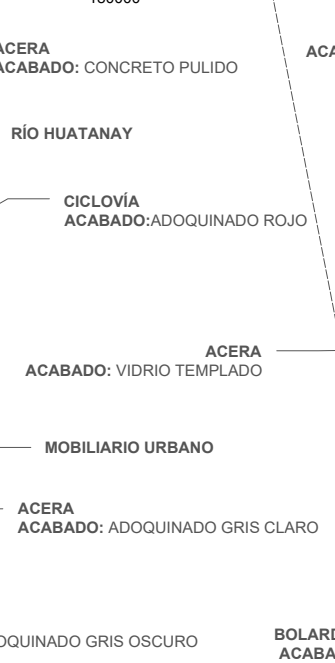 ACERA
ACABADO: CONCRETO PULIDO
RÍO HUATANAY
CICLOVÍA
ACABADO:ADOQUINADO ROJO
ACERA
ACABADO: VIDRIO TEMPLADO
MOBILIARIO URBANO
ACERA
ACABADO: ADOQUINADO GRIS CLARO
GRIS OSCURO